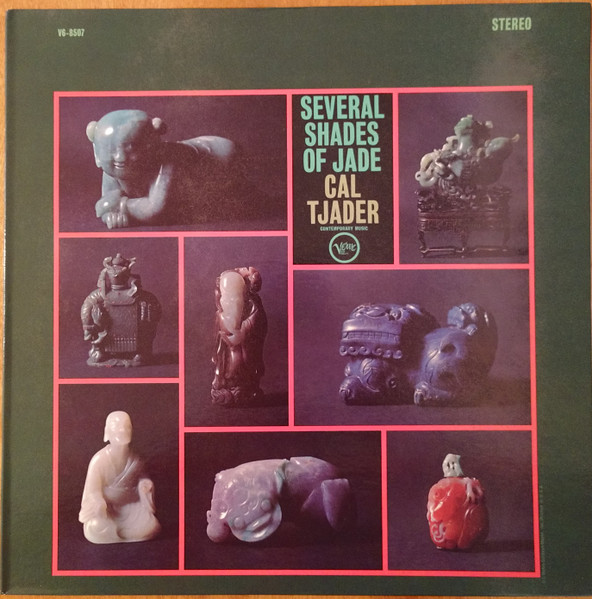 V6-8507
STEREO
SEVERAL
SHADES
OF JADE
CAL
TJADER
CONTEMPORARY MUSIC
Verve